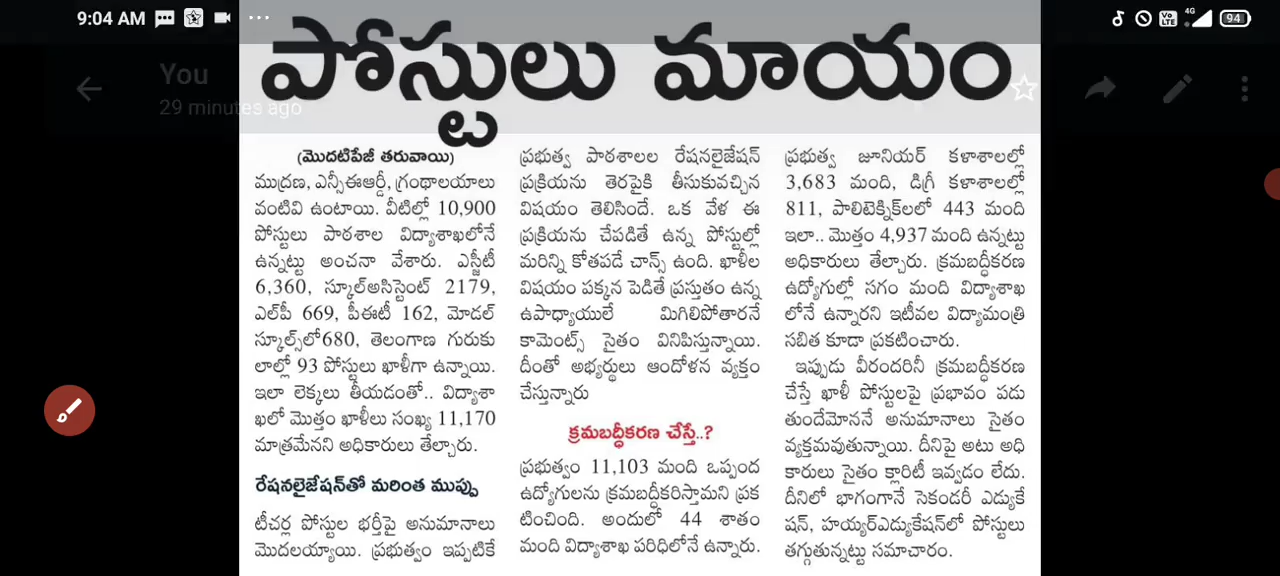 9:04 AM
4G
Vo LTE
94
You
29 minutes ago
పోస్టులు మాయం
(మొదటిపేజీ తరువాయి)
ముద్రణ, ఎన్సీఈఆర్టీ, గ్రంథాలయాలు
వంటివి ఉంటాయి. వీటిల్లో 10,900
పోస్టులు పాఠశాల విద్యాశాఖలోనే
ఉన్నట్టు అంచనా వేశారు. ఎస్జీటీ
6,360, స్కూల్అసిస్టెంట్ 2179,
ఎల్‌పీ 669, పీఈటీ 162, మోడల్
స్కూల్స్‌లో680, తెలంగాణ గురుకు
లాల్లో 93 పోస్టులు ఖాళీగా ఉన్నాయి.
ఇలా లెక్కలు తీయడంతో.. విద్యాశా
ఖలో మొత్తం ఖాళీలు సంఖ్య 11,170
మాత్రమేనని అధికారులు తేల్చారు.
రేషనలైజేషన్‌తో మరింత ముప్పు
టీచర్ల పోస్టుల భర్తీపై అనుమానాలు
మొదలయ్యాయి. ప్రభుత్వం ఇప్పటికే
ప్రభుత్వ పాఠశాలల రేషనలైజేషన్
ప్రక్రియను తెరపైకి తీసుకువచ్చిన
విషయం తెలిసిందే. ఒక వేళ ఈ
ప్రక్రియను చేపడితే ఉన్న పోస్టుల్లో
మరిన్ని కోతపడే చాన్స్ ఉంది. ఖాళీల
విషయం పక్కన పెడితే ప్రస్తుతం ఉన్న
ఉపాధ్యాయులే మిగిలిపోతారనే
కామెంట్స్ సైతం వినిపిస్తున్నాయి.
దీంతో అభ్యర్థులు ఆందోళన వ్యక్తం
చేస్తున్నారు
క్రమబద్ధీకరణ చేస్తే..?
ప్రభుత్వం 11,103 మంది ఒప్పంద
ఉద్యోగులను క్రమబద్ధీకరిస్తామని ప్రక
టించింది. అందులో 44 శాతం
మంది విద్యాశాఖ పరిధిలోనే ఉన్నారు.
ప్రభుత్వ జూనియర్ కళాశాలల్లో
3,683 మంది, డిగ్రీ కళాశాలల్లో
811, పాలిటెక్నిక్‌లలో 443 మంది
ఇలా.. మొత్తం 4,937 మంది ఉన్నట్టు
అధికారులు తేల్చారు. క్రమబద్ధీకరణ
ఉద్యోగుల్లో సగం మంది విద్యాశాఖ
లోనే ఉన్నారని ఇటీవల విద్యామంత్రి
సబిత కూడా ప్రకటించారు.
ఇప్పుడు వీరందరినీ క్రమబద్ధీకరణ
చేస్తే ఖాళీ పోస్టులపై ప్రభావం పడు
తుందేమోననే అనుమానాలు సైతం
వ్యక్తమవుతున్నాయి. దీనిపై అటు అధి
కారులు సైతం క్లారిటీ ఇవ్వడం లేదు.
దీనిలో భాగంగానే సెకండరీ ఎడ్యుకే
షన్, హయ్యర్ఎడ్యుకేషన్‌లో పోస్టులు
తగ్గుతున్నట్టు సమాచారం.